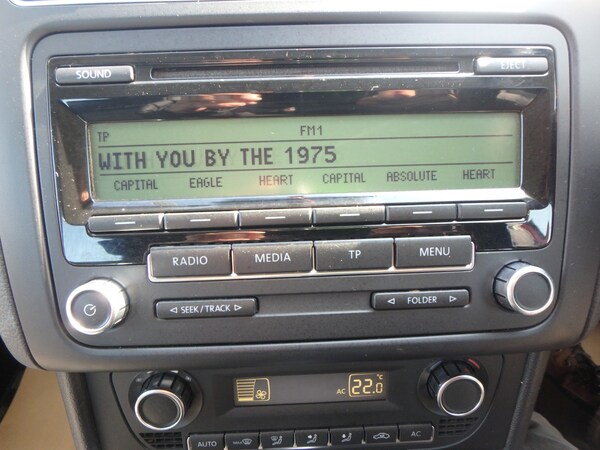 SOUND
EJECT
TP FM1
WITH YOU BY THE 1975
CAPITAL EAGLE HEART CAPITAL ABSOLUTE HEART
RADIO MEDIA TP MENU
SEEK / TRACK FOLDER
AC 22.0 °C
AUTO AC